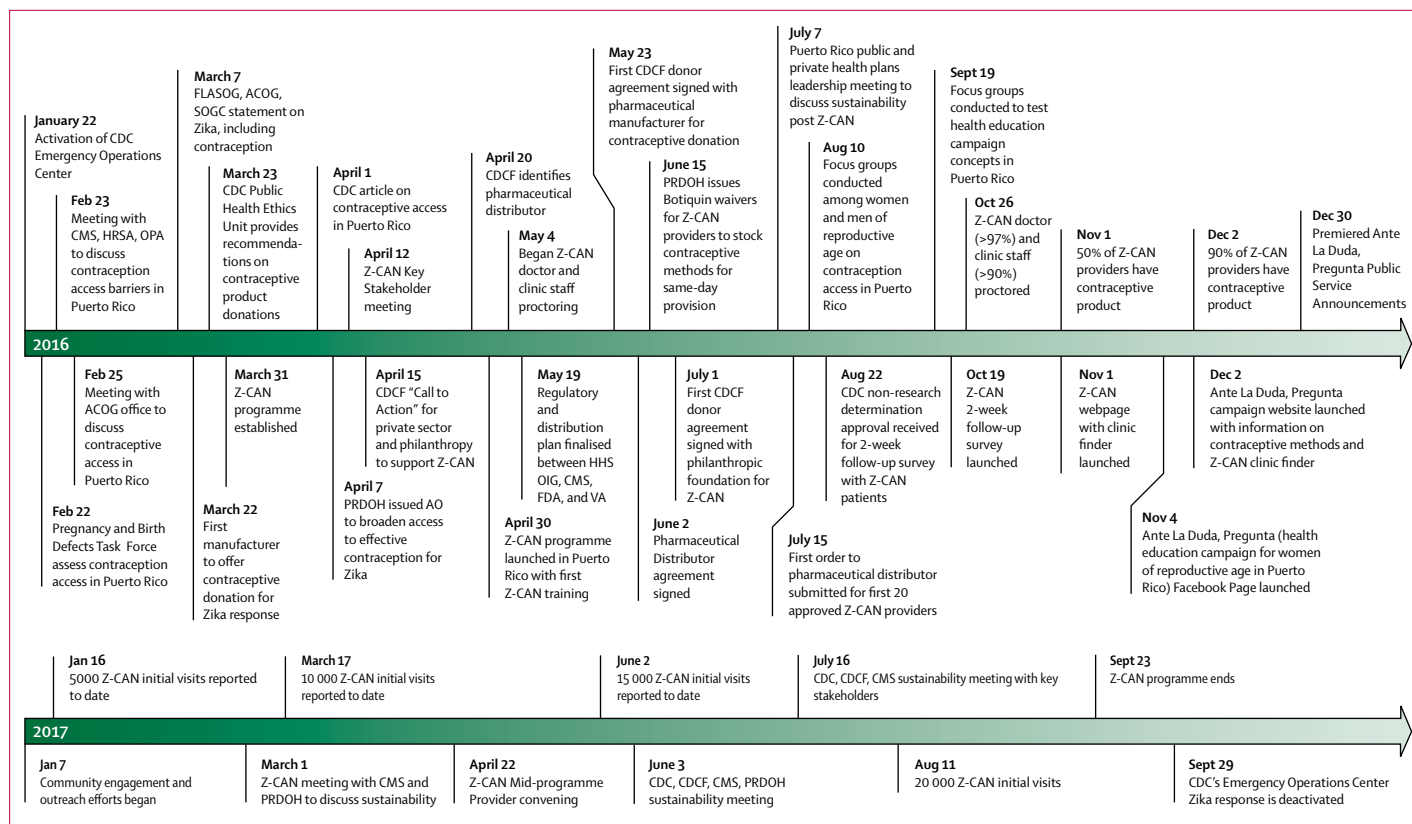 January 22
Activation of CDC
Emergency Operations
Center
Feb 23
Meeting with
CMS, HRSA, OPA
to discuss
contraception
access barriers in
Puerto Rico
March 7
FLASOG, ACOG,
SOGC statement on
Zika, including
contraception
March 23
CDC Public
Health Ethics
Unit provides
recommenda-
tions on
contraceptive
product
donations
April 1
CDC article on
contraceptive access
in Puerto Rico
April 12
Z-CAN Key
Stakeholder
meeting
April 20
CDCF identifies
pharmaceutical
distributor
May 4
Began Z-CAN
doctor and
clinic staff
proctoring
May 23
First CDCF donor
agreement signed with
pharmaceutical
manufacturer for
contraceptive donation
June 15
PRDOH issues
Botiquin waivers
for Z-CAN
providers to stock
contraceptive
methods for
same-day
provision
July 7
Puerto Rico public and
private health plans
leadership meeting to
discuss sustainability
post Z-CAN
Aug 10
Focus groups
conducted
among women
and men of
reproductive
age on
contraception
access in Puerto
Rico
Sept 19
Focus groups
conducted to test
health education
campaign
concepts in
Puerto Rico
Oct 26
Z-CAN doctor
(>97%) and
clinic staff
(>90%)
proctored
Nov 1
50% of Z-CAN
providers have
contraceptive
product
Dec 2
90% of Z-CAN
providers have
contraceptive
product
Dec 30
Premiered Ante
La Duda,
Pregunta Public
Service
Announcements
2016
Feb 25
Meeting with
ACOG office to
discuss
contraceptive
access in
Puerto Rico
Feb 22
Pregnancy and Birth
Defects Task Force
assess contraception
access in Puerto Rico
March 31
Z-CAN
programme
established
March 22
First
manufacturer
to offer
contraceptive
donation for
Zika response
April 15
CDCF “Call to
Action” for
private sector
and philanthropy
to support Z-CAN
April 7
PRDOH issued AO
to broaden access
to effective
contraception for
Zika
May 19
Regulatory
and
distribution
plan finalised
between HHS
OIG, CMS,
FDA, and VA
April 30
Z-CAN programme
launched in Puerto
Rico with first
Z-CAN training
July 1
First CDCF
donor
agreement
signed with
philanthropic
foundation for
Z-CAN
June 2
Pharmaceutical
Distributor
agreement
signed
Aug 22
CDC non-research
determination
approval received
for 2-week
follow-up survey
with Z-CAN
patients
July 15
First order to
pharmaceutical distributor
submitted for first 20
approved Z-CAN providers
Oct 19
Z-CAN
2-week
follow-up
survey
launched
Nov 1
Z-CAN
webpage
with clinic
finder
launched
Nov 4
Ante La Duda, Pregunta (health
education campaign for women
of reproductive age in Puerto
Rico) Facebook Page launched
Dec 2
Ante La Duda, Pregunta
campaign website launched
with information on
contraceptive methods and
Z-CAN clinic finder
Jan 16
5000 Z-CAN initial visits reported
to date
March 17
10 000 Z-CAN initial visits
reported to date
June 2
15 000 Z-CAN initial visits
reported to date
July 16
CDC, CDCF, CMS sustainability meeting with key
stakeholders
Sept 23
Z-CAN programme ends
2017
Jan 7
Community engagement and
outreach efforts began
March 1
Z-CAN meeting with CMS and
PRDOH to discuss sustainability
April 22
Z-CAN Mid-programme
Provider convening
June 3
CDC, CDCF, CMS, PRDOH
sustainability meeting
Aug 11
20 000 Z-CAN initial visits
Sept 29
CDC’s Emergency Operations Center
Zika response is deactivated